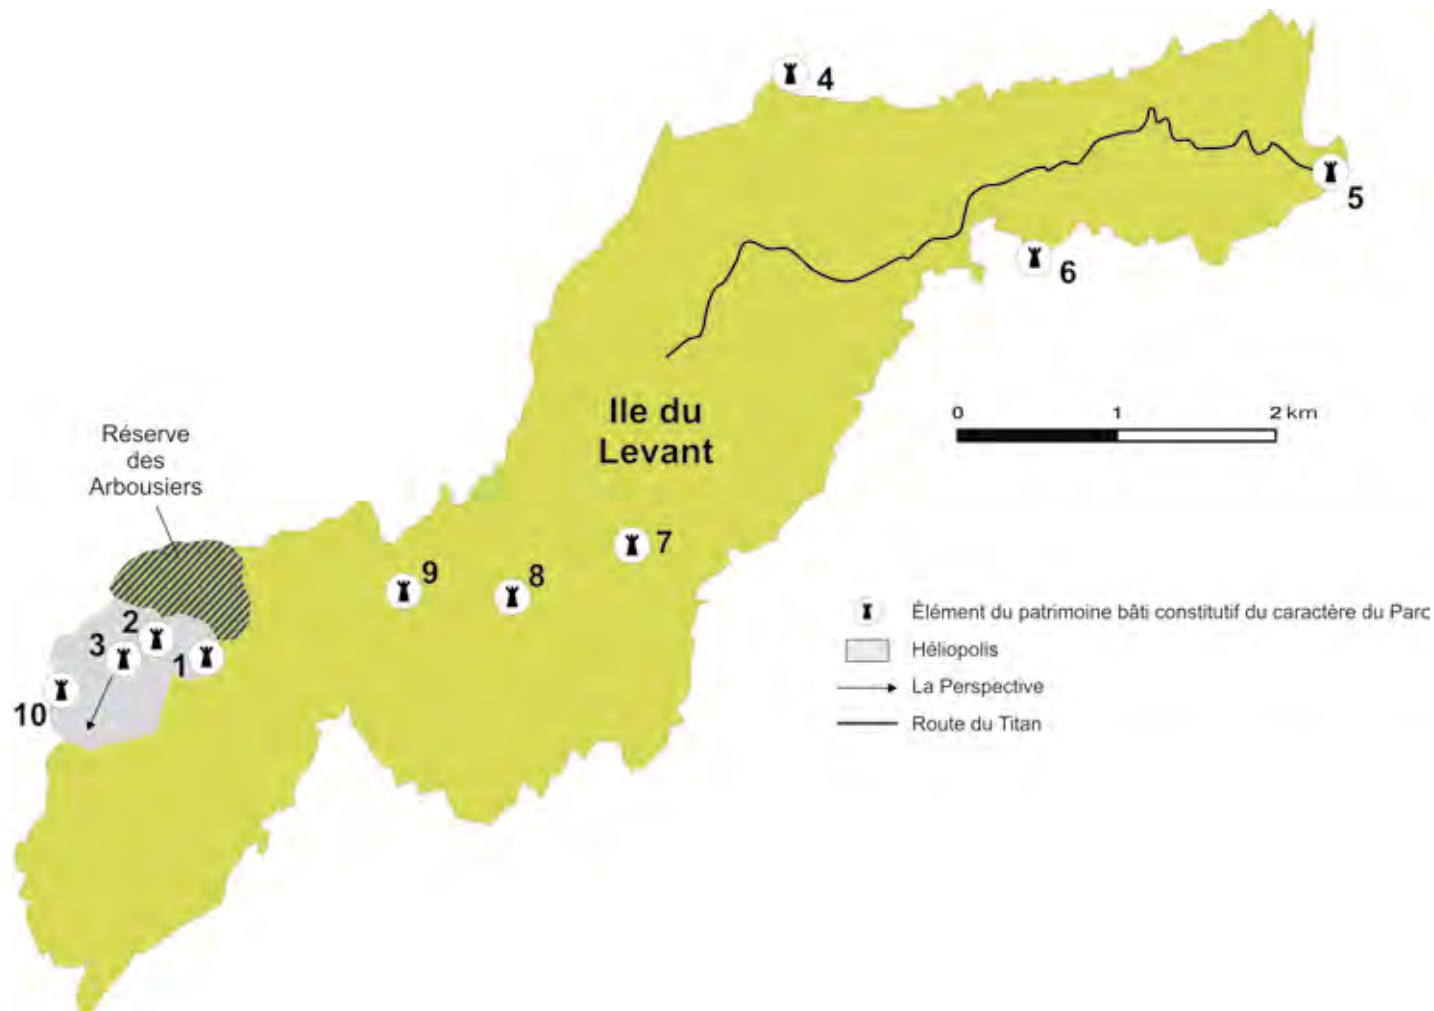 4
5
6
Ile du
Levant
0 1 2 km
Réserve
des
Arbousiers
7
9
8
2
3
1
10
Élément du patrimoine bâti constitutif du caractère du Parc
Héliopolis
La Perspective
Route du Titan